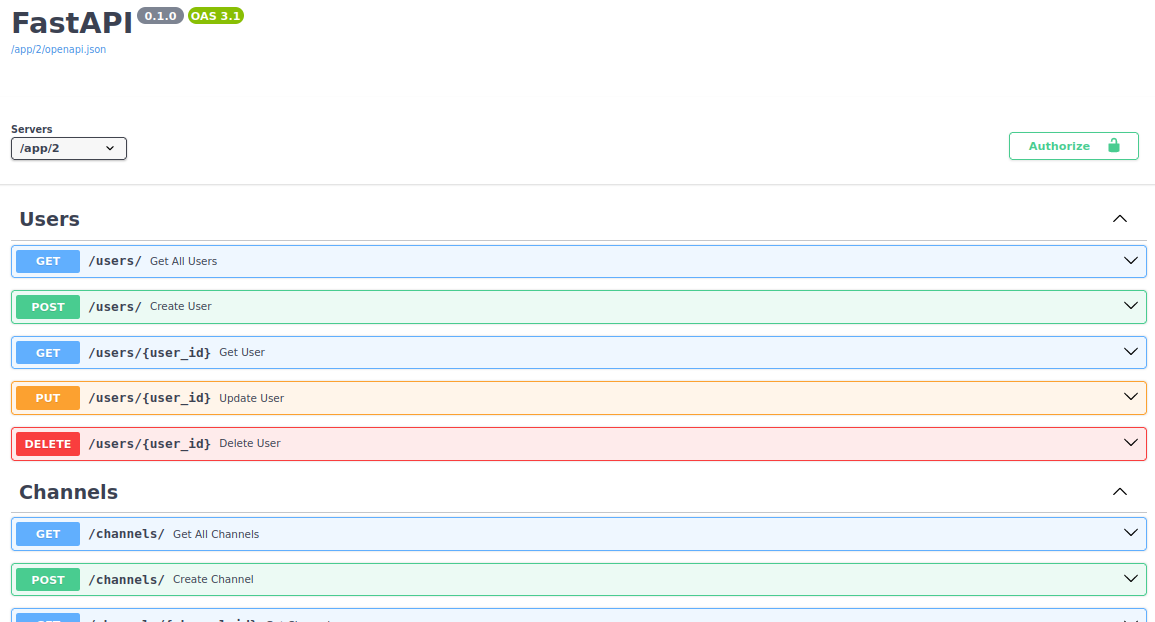 FastAPI 0.1.0 OAS 3.1
/app/2/openapi.json
Servers
/app/2
Authorize
Users
GET /users/ Get All Users
POST /users/ Create User
GET /users/{user_id} Get User
PUT /users/{user_id} Update User
DELETE /users/{user_id} Delete User
Channels
GET /channels/ Get All Channels
POST /channels/ Create Channel